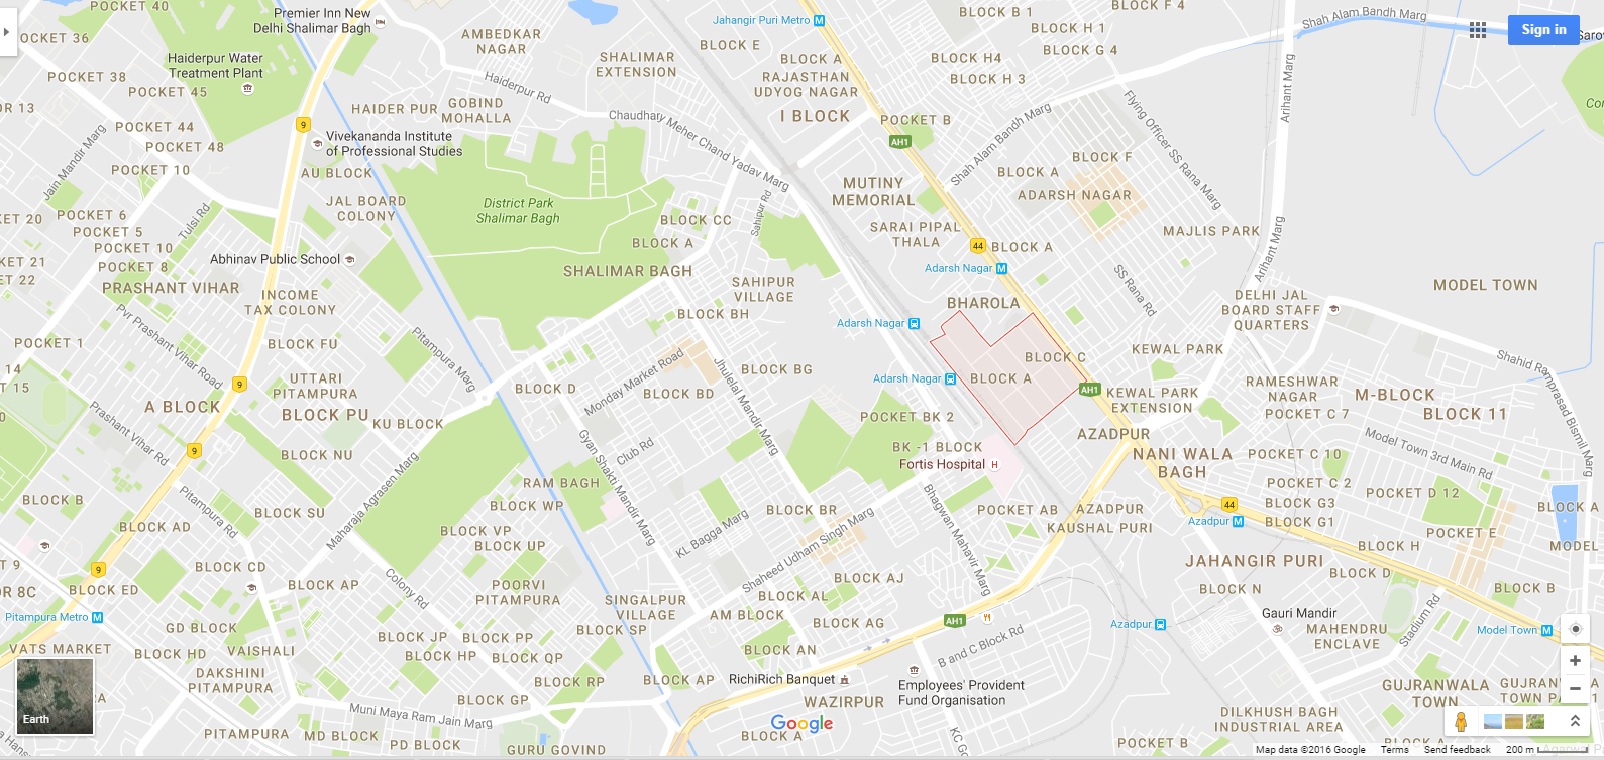 POCKET 40
Premier Inn New
Delhi Shalimar Bagh
AMBEDKAR
NAGAR
BLOCK E
Jahangir Puri Metro
BLOCK B 1
BLOCK F 4
BLOCK H 1
Shah Alam Bandh Marg
Sign in
OCKET 36
Haiderpur Water
Treatment Plant
SHALIMAR
EXTENSION
BLOCK A
RAJASTHAN
UDYOG NAGAR
BLOCK G 4
BLOCK H4
BLOCK H 3
POCKET 38
POCKET 45
Haiderpur Rd
OR 13
HAIDER PUR
GOBIND
MOHALLA
Chaudhary Meher Chand Yadav Marg
I BLOCK
POCKET B
Shah Alam Bandh Marg
Flying Officer SS Rana Marg
Arihant Marg
POCKET 44
9
Vivekananda Institute
of Professional Studies
AH1
Jain Mandir Marg
POCKET 48
POCKET 10
AU BLOCK
BLOCK F
BLOCK A
ADARSH NAGAR
MUTINY
MEMORIAL
JAL BOARD
COLONY
District Park
Shalimar Bagh
BLOCK CC
Sahipur Rd
KET 20
POCKET 6
POCKET 5
Tulsi Rd
SARAI PIPAL
THALA
MAJLIS PARK
Arihant Marg
BLOCK A
44
BLOCK A
POCKET 10
Abhinav Public School
KET 21
POCKET 8
SHALIMAR BAGH
Adarsh Nagar
SS Rana Rd
KET 22
PRASHANT VIHAR
INCOME
TAX COLONY
SAHIPUR
VILLAGE
BHAROLA
DELHI JAL
BOARD STAFF
QUARTERS
MODEL TOWN
Pvr Prashant Vihar Road
BLOCK BH
Adarsh Nagar
POCKET 1
BLOCK FU
Pitampura Marg
Monday Market Road
Jhulelal Mandir Marg
BLOCK BG
BLOCK C
KEWAL PARK
Shahid Ramprasad Bismil Marg
UTTARI
PITAMPURA
9
BLOCK D
BLOCK BD
Adarsh Nagar
BLOCK A
AH1
KEWAL PARK
EXTENSION
RAMESHWAR
NAGAR
M-BLOCK
A BLOCK
BLOCK PU
KU BLOCK
POCKET BK 2
POCKET C 7
BLOCK 11
Prashant Vihar Rd
BLOCK NU
Club Rd
Gyan Shakti Mandir Marg
BK -1 BLOCK
Fortis Hospital
AZADPUR
NANI WALA
BAGH
POCKET C 10
Model Town 3rd Main Rd
9
Maharaja Agrasen Marg
BLOCK B
Pitampura Rd
BLOCK SU
RAM BAGH
BLOCK WP
Bhagwan Mahavir Marg
POCKET C 2
POCKET D 12
BLOCK G3
44
BLOCK AD
BLOCK VP
BLOCK UP
KL Bagga Marg
BLOCK BR
Shaheed Udham Singh Marg
POCKET AB
AZADPUR
KAUSHAL PURI
Azadpur
BLOCK G1
POCKET E
BLOCK A
BLOCK H
MODEL
T 9
BLOCK CD
9
BLOCK AP
Colony Rd
POORVI
PITAMPURA
BLOCK AJ
JAHANGIR PURI
BLOCK D
OR 8C
BLOCK ED
SINGALPUR
VILLAGE
BLOCK AL
BLOCK N
BLOCK B
Pitampura Metro
GD BLOCK
BLOCK JP
BLOCK PP
BLOCK SP
AM BLOCK
BLOCK AG
AH1
Azadpur
Gauri Mandir
MAHENDRU
ENCLAVE
Stadium Rd
Model Town
VATS MARKET
BLOCK HD
VAISHALI
BLOCK HP
BLOCK QP
BLOCK AN
B and C Block Rd
DAKSHINI
PITAMPURA
BLOCK RP
BLOCK AP
RichiRich Banquet
Employees' Provident
Fund Organisation
GUJRANWALA
TOWN
GUJRANWALA
TOWN PA
1
Earth
BLOCK GP
Muni Maya Ram Jain Marg
WAZIRPUR
DILKHUSH BAGH
INDUSTRIAL AREA
MD BLOCK
PD BLOCK
GURU GOVIND
Google
BLOCK A
KC Go
POCKET B
Map data ©2016 Google
Terms
Send feedback
200 m